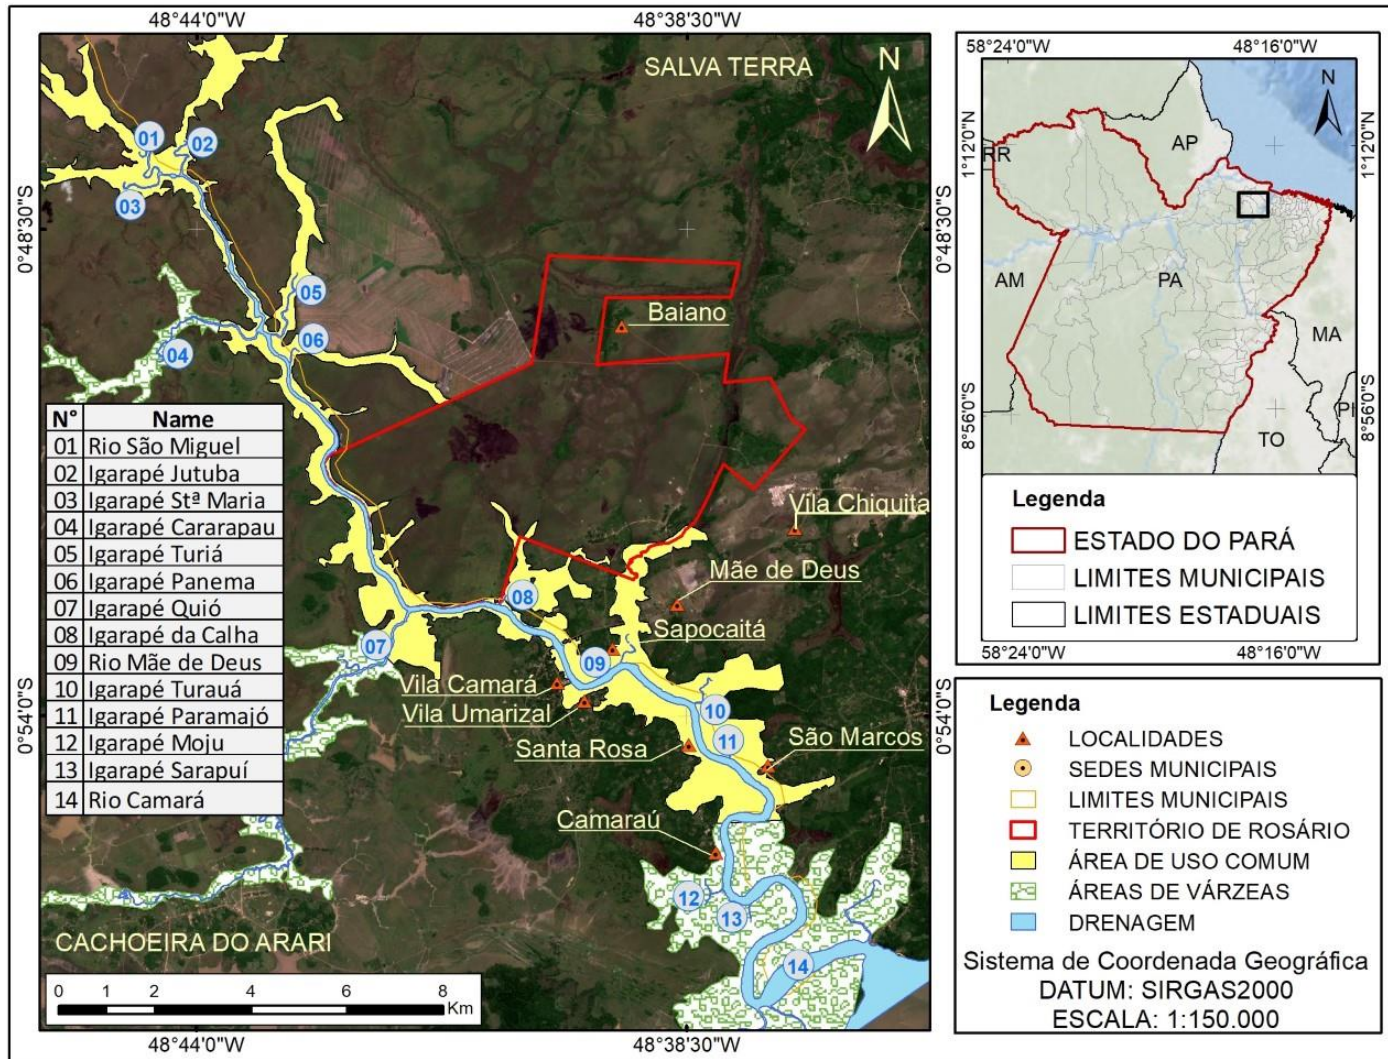 48°44'0"W
48°38'30"W
SALVA TERRA
N
01
02
03
0°48'30"S
0°48'30"S
05
04
06
Baiano
N° Name
01 Rio São Miguel
02 Igarapé Jutuba
03 Igarapé Stª Maria
04 Igarapé Cararapau
05 Igarapé Turiá
06 Igarapé Panema
07 Igarapé Quió
08 Igarapé da Calha
09 Rio Mãe de Deus
10 Igarapé Turauá
11 Igarapé Paramajó
12 Igarapé Moju
13 Igarapé Sarapuí
14 Rio Camará
Vila Chiquita
Mãe de Deus
08
Sapocaitá
07
09
Vila Camará
Vila Umarizal
10
11
Santa Rosa
São Marcos
0°54'0"S
0°54'0"S
Camaraú
12
13
14
CACHOEIRA DO ARARI
0 1 2 4 6 8
Km
48°44'0"W
48°38'30"W
58°24'0"W
48°16'0"W
N
1°12'0"N
1°12'0"N
RR
AP
AM
PA
MA
PI
TO
8°56'0"S
8°56'0"S
Legenda
ESTADO DO PARÁ
LIMITES MUNICIPAIS
LIMITES ESTADUAIS
58°24'0"W
48°16'0"W
Legenda
LOCALIDADES
SEDES MUNICIPAIS
LIMITES MUNICIPAIS
TERRITÓRIO DE ROSÁRIO
ÁREA DE USO COMUM
ÁREAS DE VÁRZEAS
DRENAGEM
Sistema de Coordenada Geográfica
DATUM: SIRGAS2000
ESCALA: 1:150.000